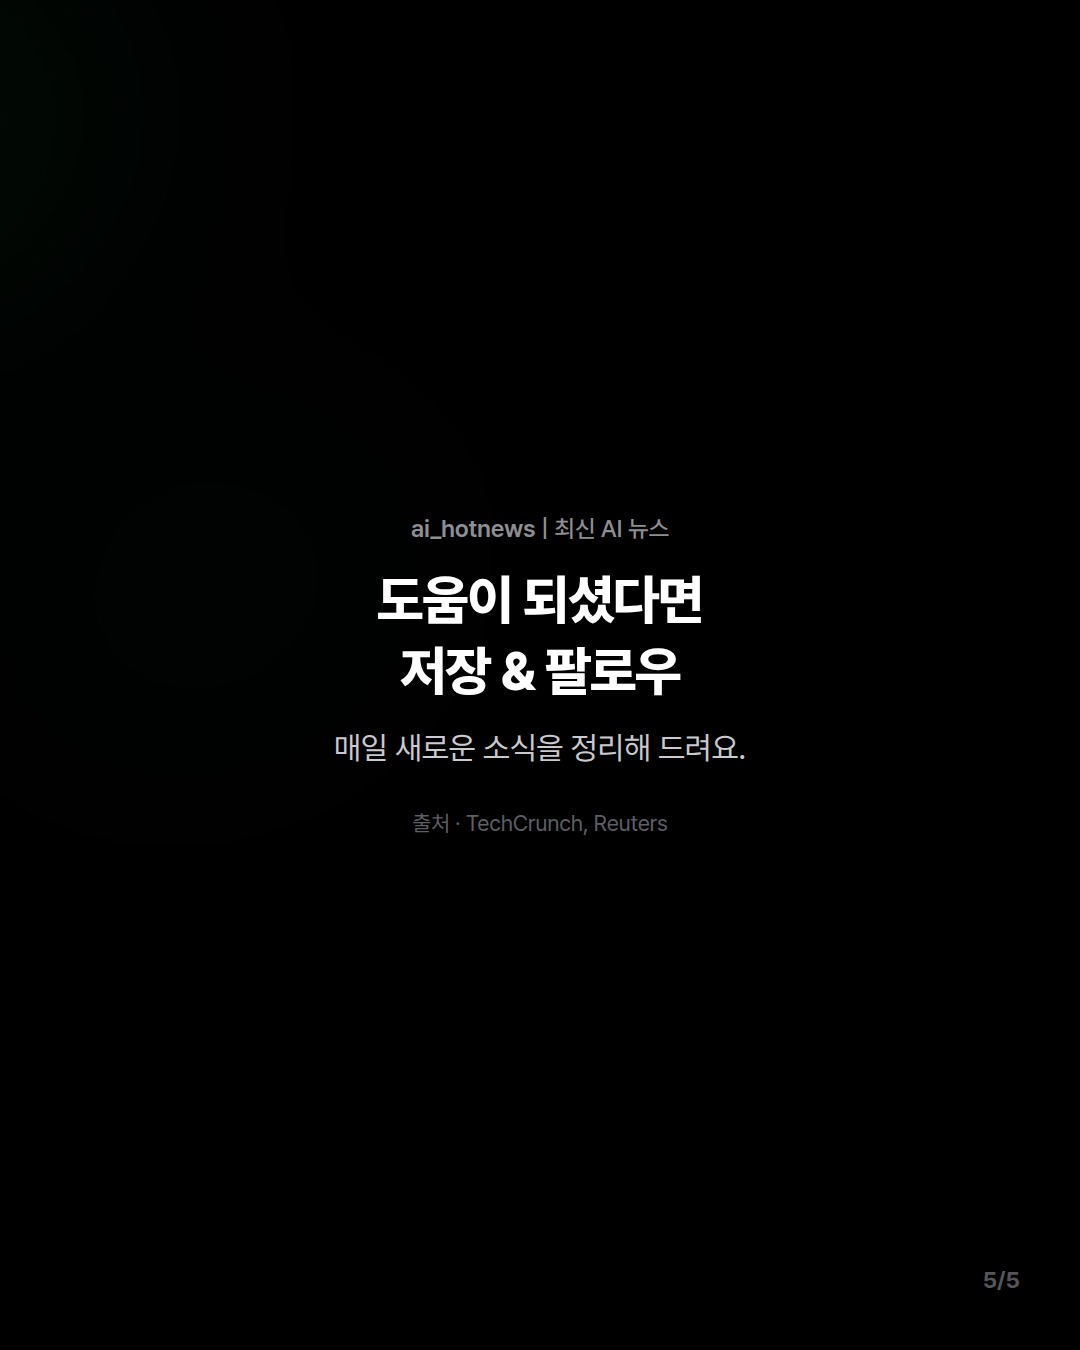 ai_hotnews | 최신 AI 뉴스
도움이 되셨다면
저장 & 팔로우
매일 새로운 소식을 정리해 드려요.
출처 · TechCrunch, Reuters
5/5